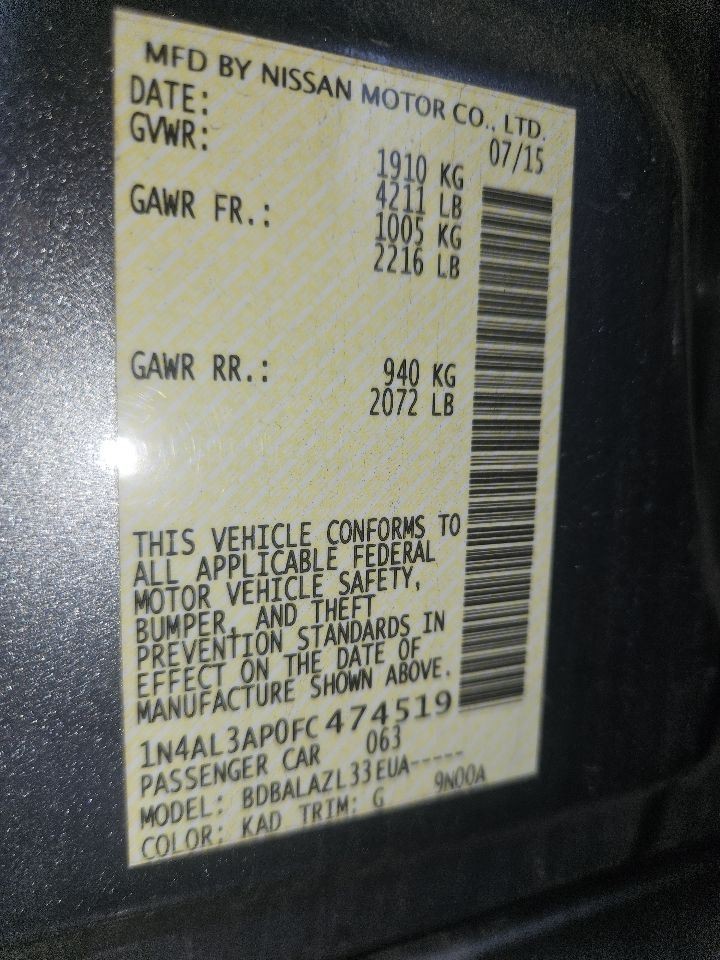 MFD BY NISSAN MOTOR CO., LTD.
DATE: 07/15
GVWR: 1910 KG
4211 LB
GAWR FR.: 1005 KG
2216 LB
GAWR RR.: 940 KG
2072 LB
THIS VEHICLE CONFORMS TO
ALL APPLICABLE FEDERAL
MOTOR VEHICLE SAFETY,
BUMPER, AND THEFT
PREVENTION STANDARDS IN
EFFECT ON THE DATE OF
MANUFACTURE SHOWN ABOVE.
1N4AL3AP0FC474519
PASSENGER CAR 063
MODEL: BDBALAZL33EUA-----
COLOR: KAD TRIM: G 9N00A